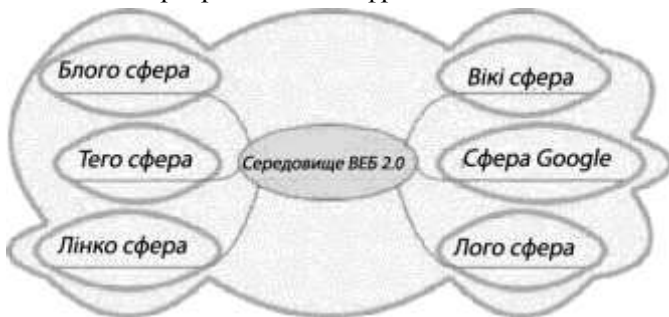 Блого сфера
Вікі сфера
Тего сфера
Середовище ВЕБ 2.0
Сфера Google
Лінко сфера
Лого сфера